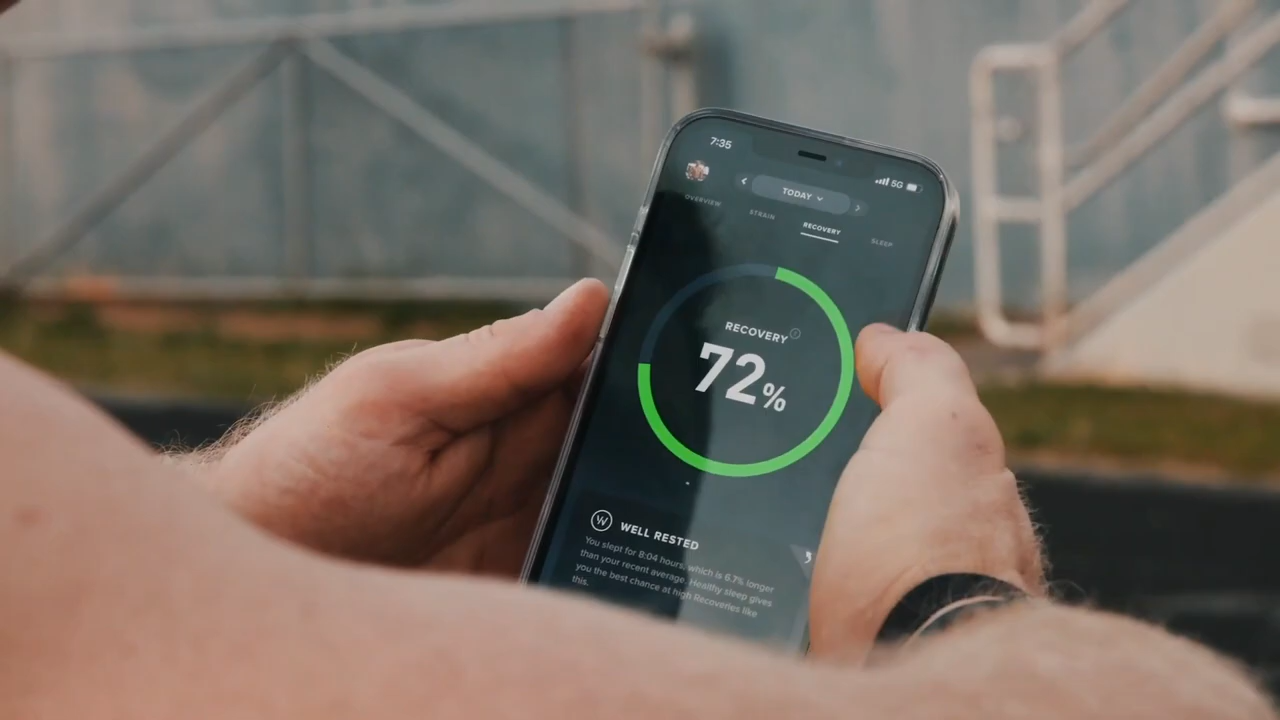 7:35
5G
TODAY
OVERVIEW
STRAIN
RECOVERY
SLEEP
RECOVERY
72%
W
WELL RESTED
You slept for 8:04 hours, which is 6.7% longer
than your recent average. Healthy sleep gives
you the best chance at high Recoveries like
this.